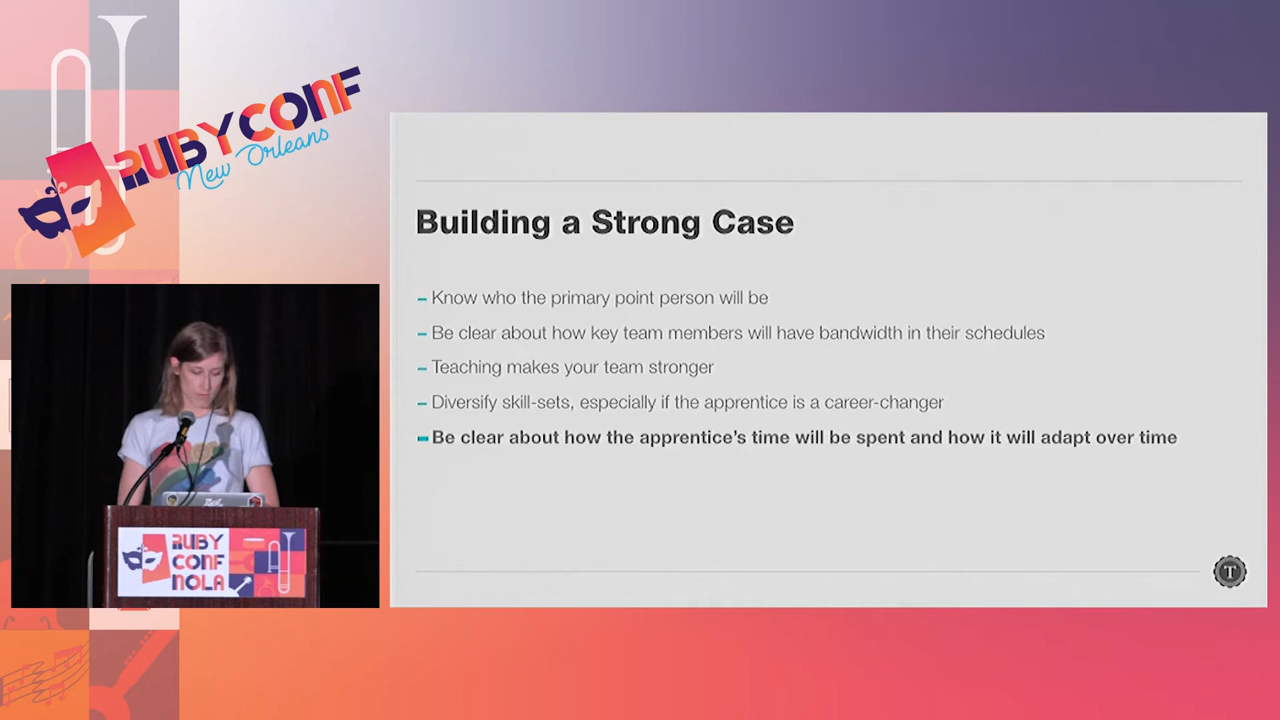 RUBYCONF
New Orleans
Building a Strong Case
Know who the primary point person will be
Be clear about how key team members will have bandwidth in their schedules
Teaching makes your team stronger
Diversify skill-sets, especially if the apprentice is a career-changer
Be clear about how the apprentice's time will be spent and how it will adapt over time
T
RUBY
CONF
NOLA